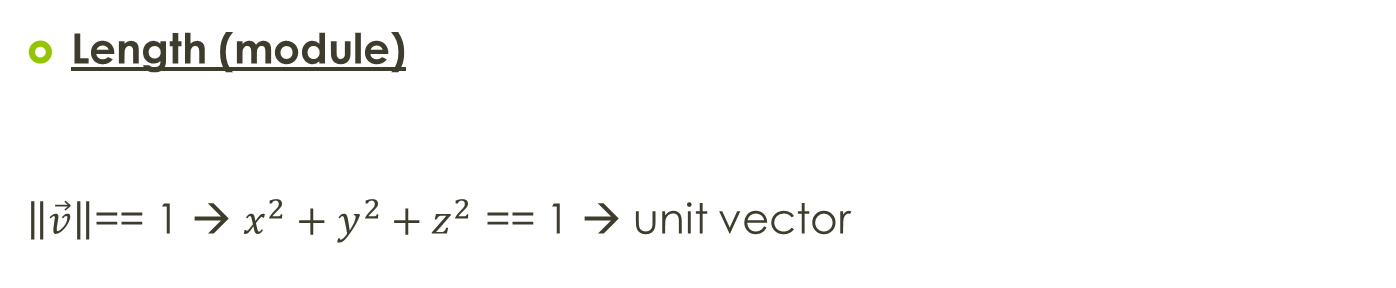 Length (module)
‖v⃗‖== 1 → x² + y² + z² == 1 → unit vector